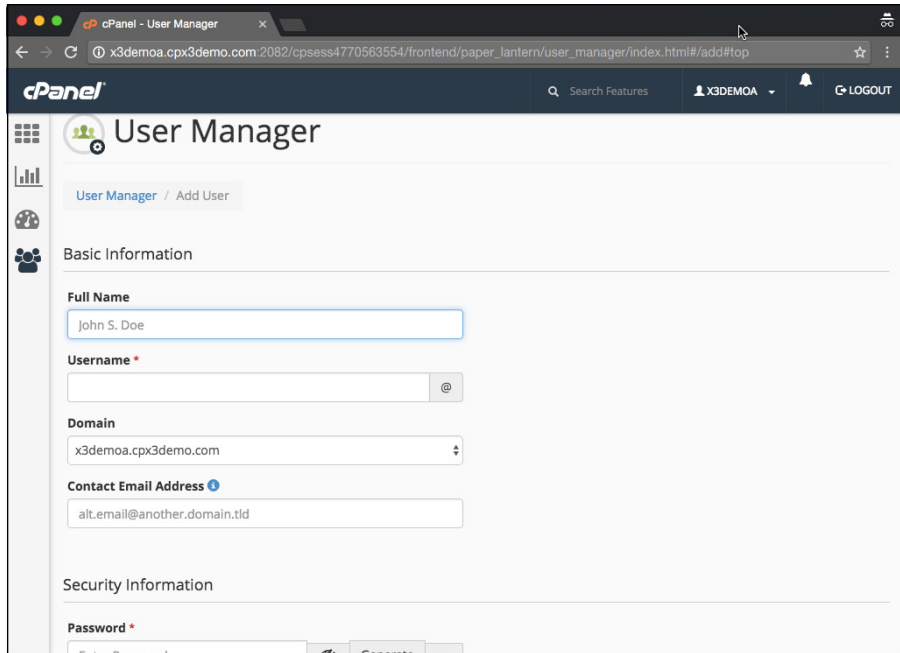 cPanel - User Manager
x3demoa.cpx3demo.com:2082/cpsess4770563554/frontend/paper_lantern/user_manager/index.html#/add#top
cPanel Search Features X3DEMOA LOGOUT
User Manager
User Manager / Add User
Basic Information
Full Name
John S. Doe
Username *
@
Domain
x3demoa.cpx3demo.com
Contact Email Address
alt.email@another.domain.tld
Security Information
Password *